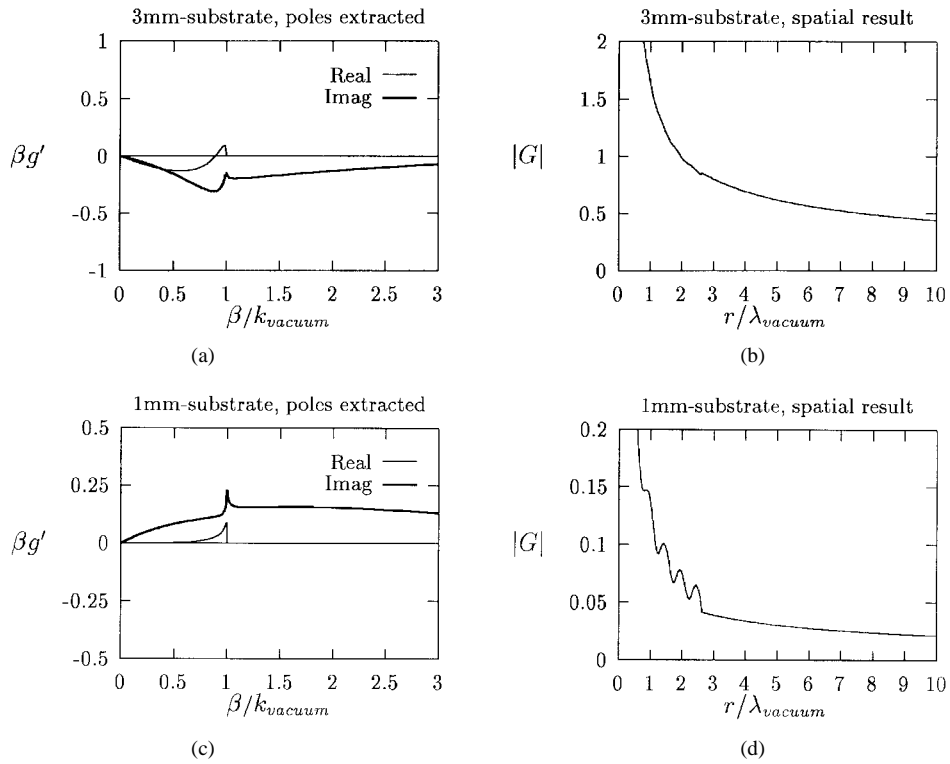 3mm-substrate, poles extracted
1
0.5
0
-0.5
-1
βg′
Real
Imag
0 0.5 1 1.5 2 2.5 3
β/k_vacuum
(a)
3mm-substrate, spatial result
2
1.5
1
0.5
0
|G|
0 1 2 3 4 5 6 7 8 9 10
r/λ_vacuum
(b)
1mm-substrate, poles extracted
0.5
0.25
0
-0.25
-0.5
βg′
Real
Imag
0 0.5 1 1.5 2 2.5 3
β/k_vacuum
(c)
1mm-substrate, spatial result
0.2
0.15
0.1
0.05
0
|G|
0 1 2 3 4 5 6 7 8 9 10
r/λ_vacuum
(d)